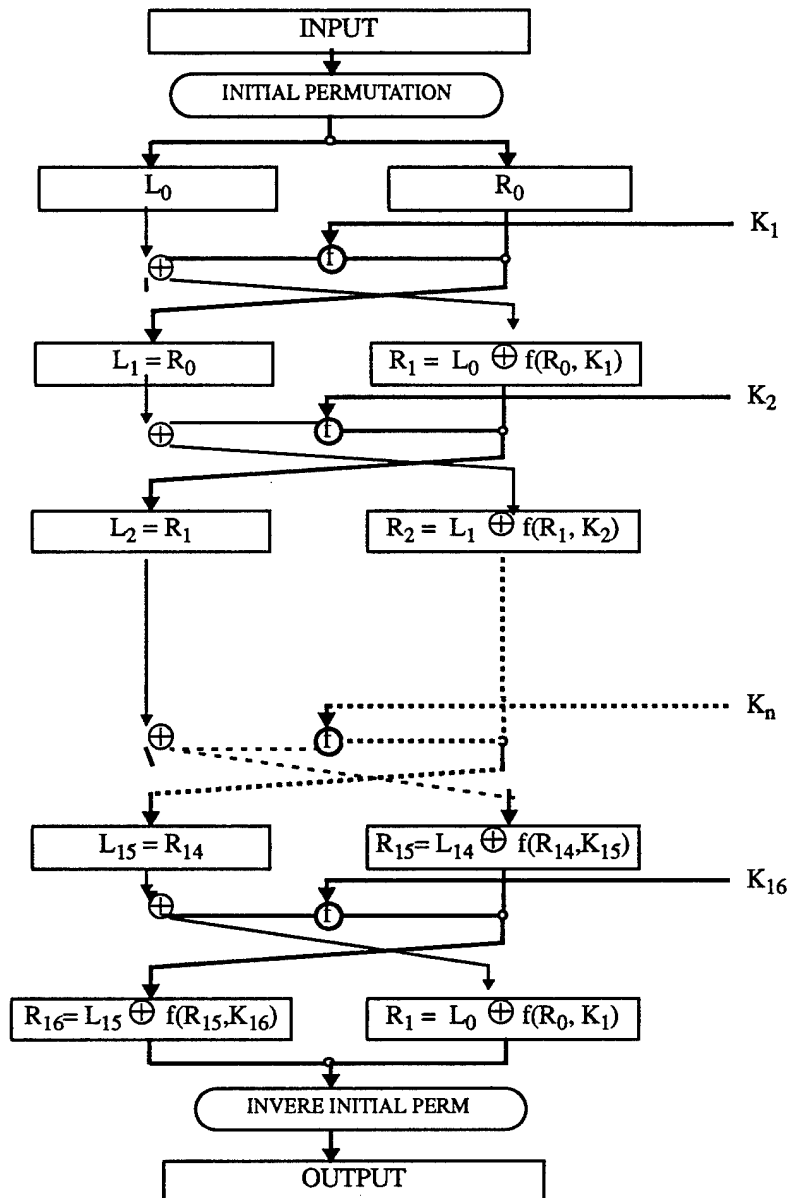 INPUT
INITIAL PERMUTATION
L₀
R₀
K₁
f
L₁ = R₀
R₁ = L₀ ⊕ f(R₀, K₁)
K₂
f
L₂ = R₁
R₂ = L₁ ⊕ f(R₁, K₂)
Kₙ
f
L₁₅ = R₁₄
R₁₅= L₁₄ ⊕ f(R₁₄,K₁₅)
K₁₆
f
R₁₆= L₁₅ ⊕ f(R₁₅,K₁₆)
R₁ = L₀ ⊕ f(R₀, K₁)
INVERE INITIAL PERM
OUTPUT